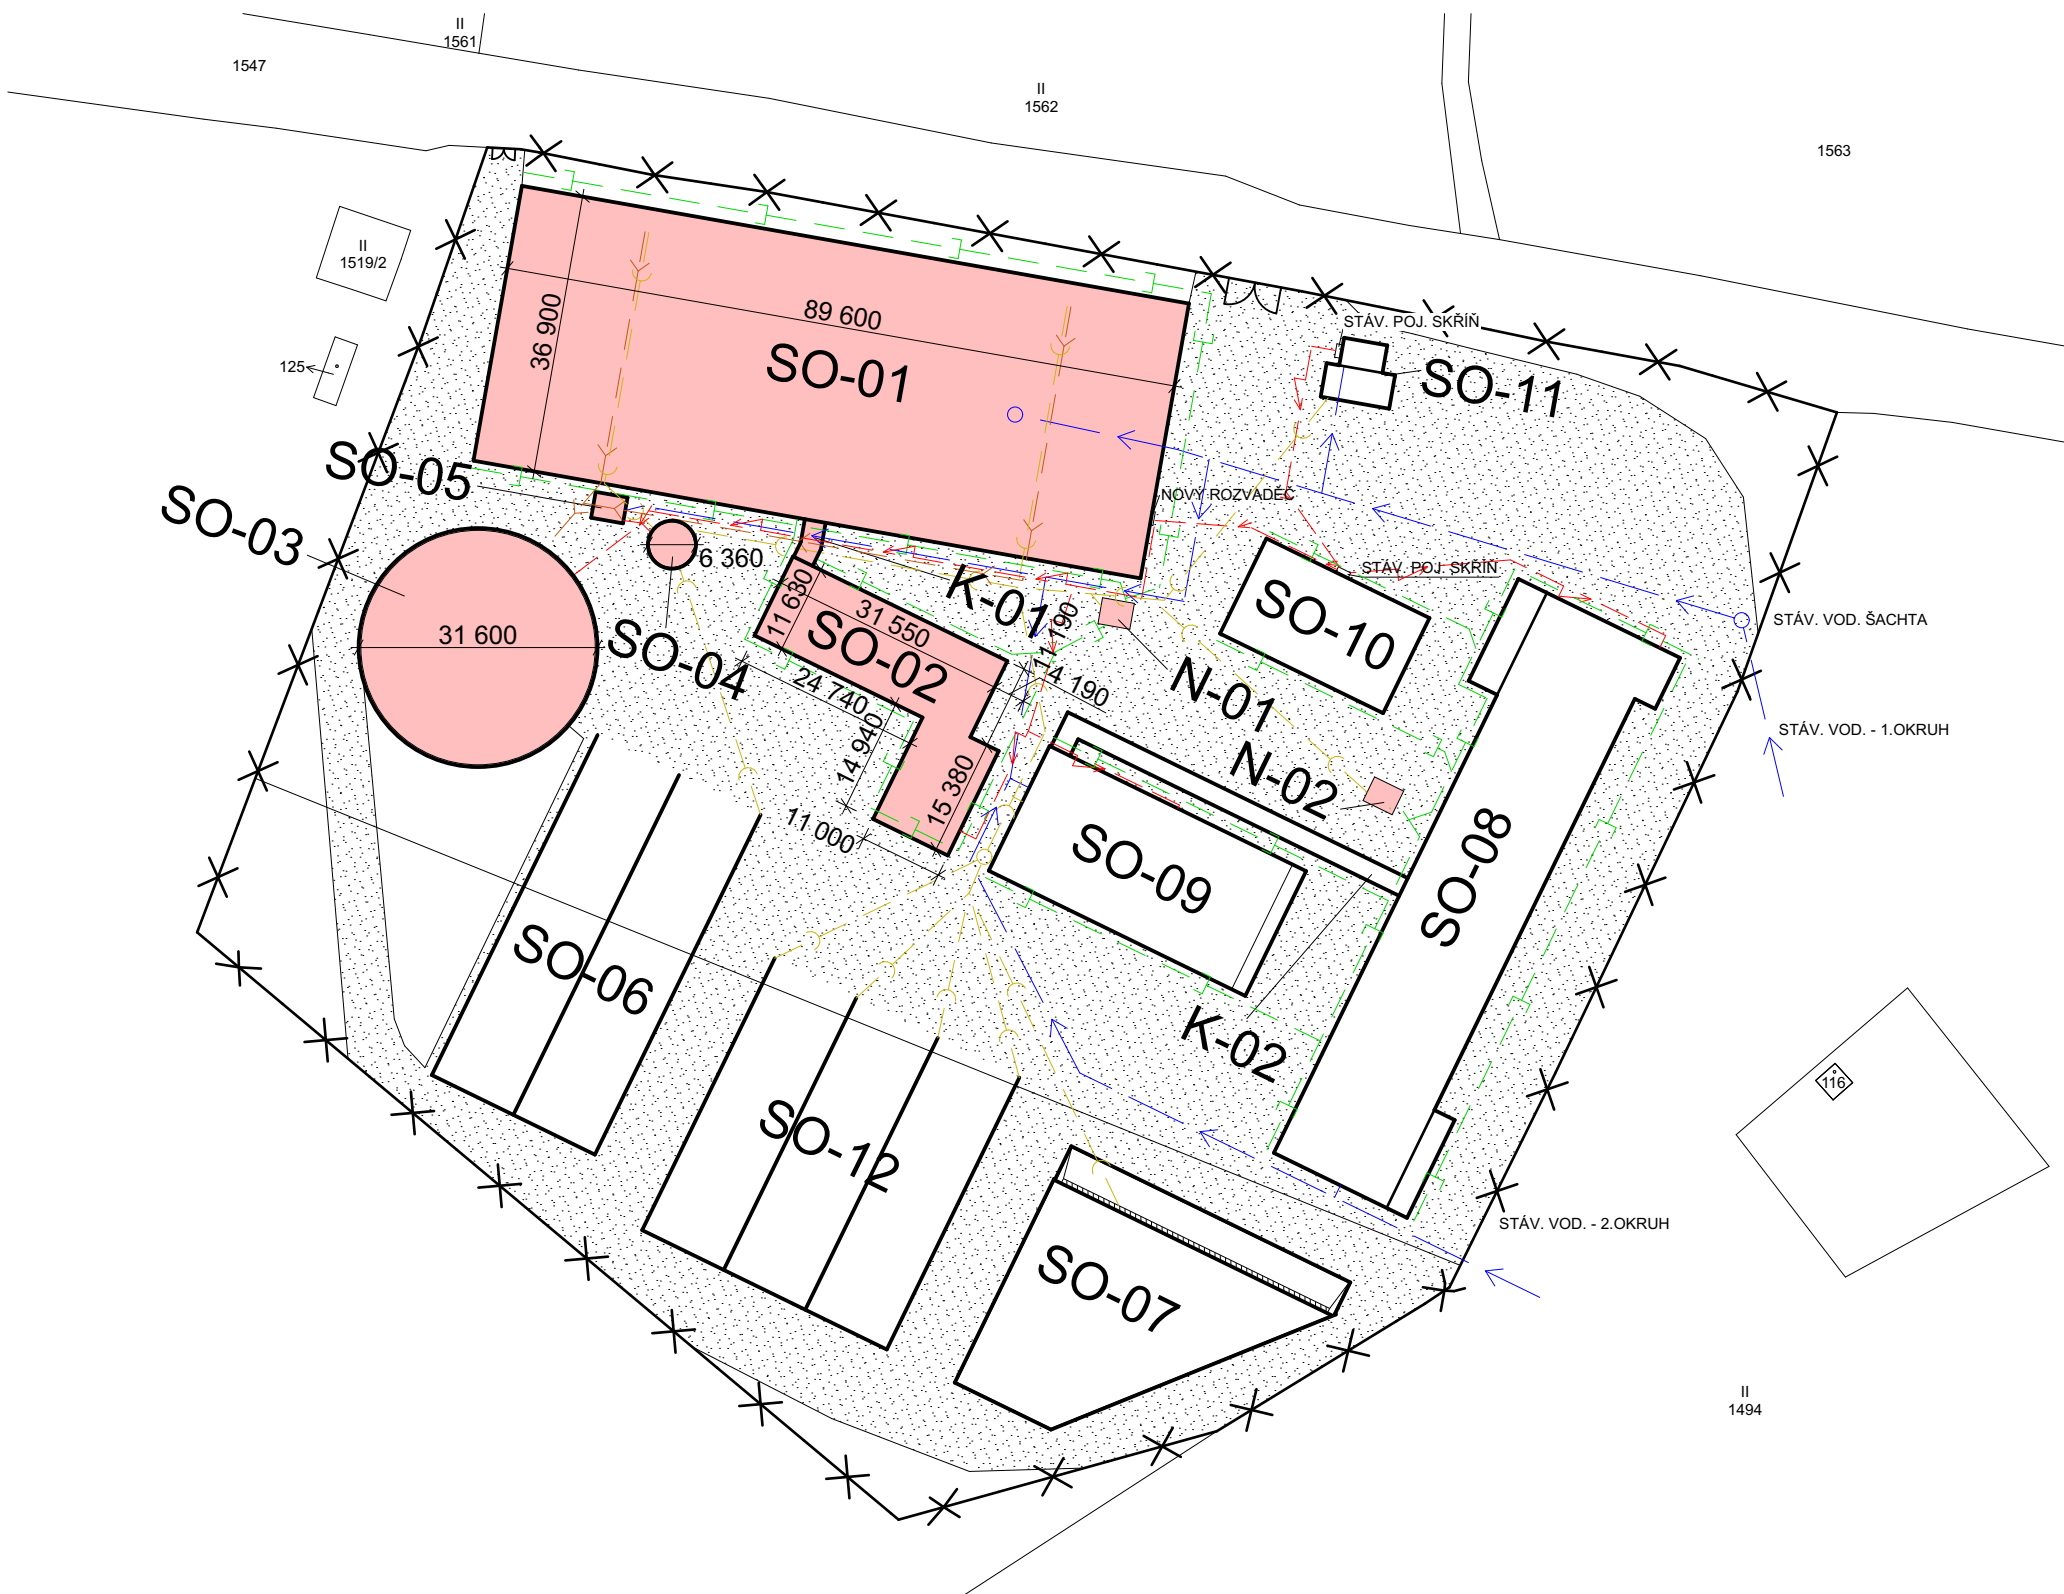 II
1561
1547
II
1562
1563
II
1519/2
125
STÁV. POJ. SKŘÍŇ
89 600
36 900
SO-01
SO-11
SO-05
SO-03
NOVÝ ROZVADĚČ
6 360
STÁV. POJ. SKŘÍŇ
11 630
K-01
SO-10
31 550
11 190
31 600
SO-04
SO-02
STÁV. VOD. ŠACHTA
24 740
4 190
N-01
14 940
STÁV. VOD. - 1.OKRUH
N-02
15 380
11 000
SO-09
SO-08
SO-06
K-02
116
SO-12
STÁV. VOD. - 2.OKRUH
SO-07
II
1494